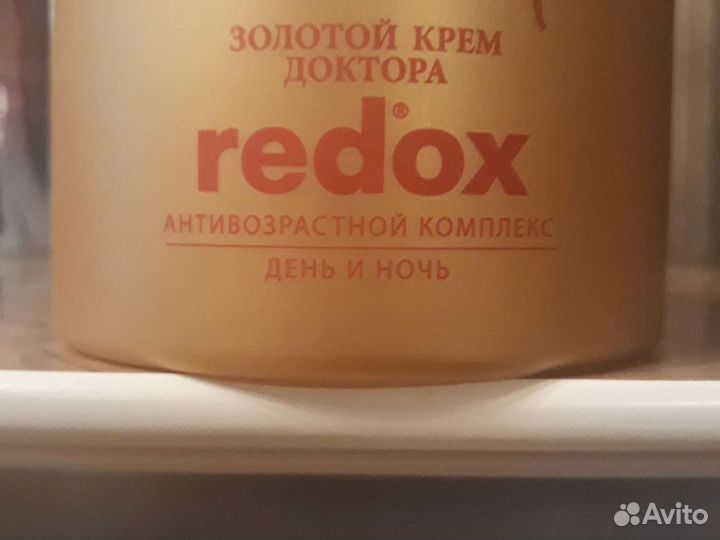 ЗОЛОТОЙ КРЕМ
ДОКТОРА
redox®
АНТИВОЗРАСТНОЙ КОМПЛЕКС
ДЕНЬ И НОЧЬ
Avito